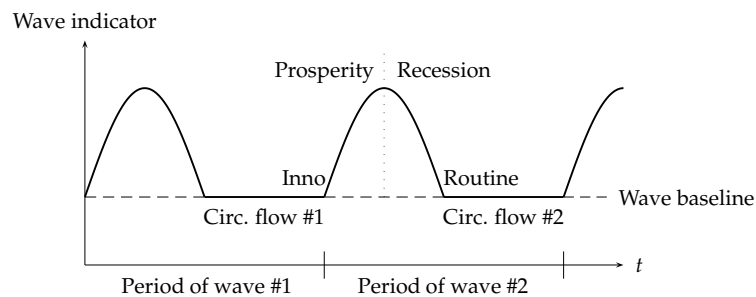 Wave indicator
Prosperity Recession
Inno Routine
Wave baseline
Circ. flow #1 Circ. flow #2
t
Period of wave #1 Period of wave #2